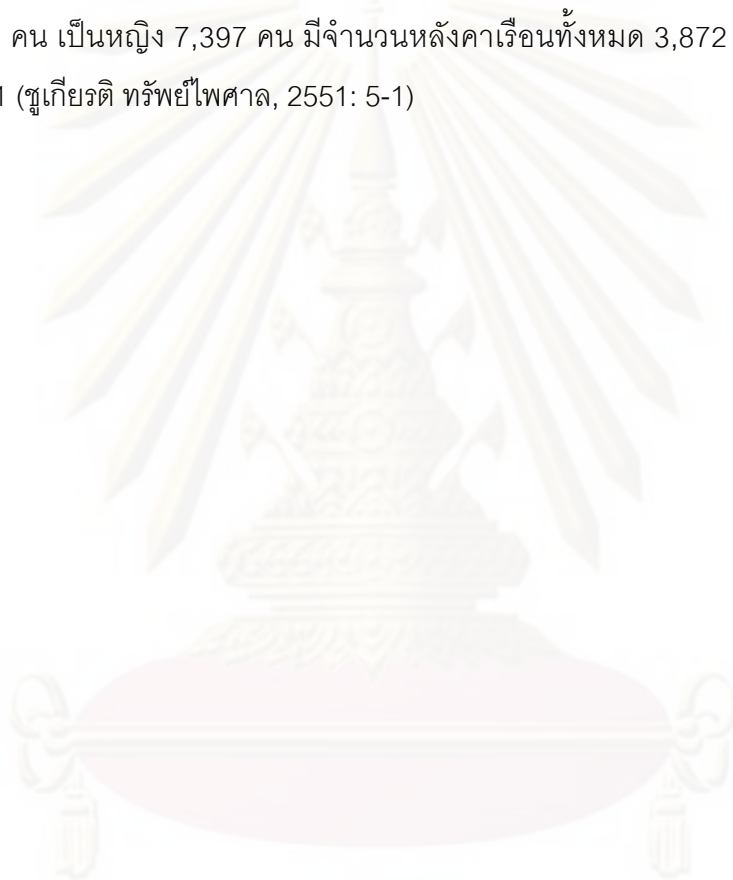 คน เป็นหญิง 7,397 คน มีจำนวนหลังคาเรือนทั้งหมด 3,872
(ชูเกียรติ ทรัพย์ไพศาล, 2551: 5-1)